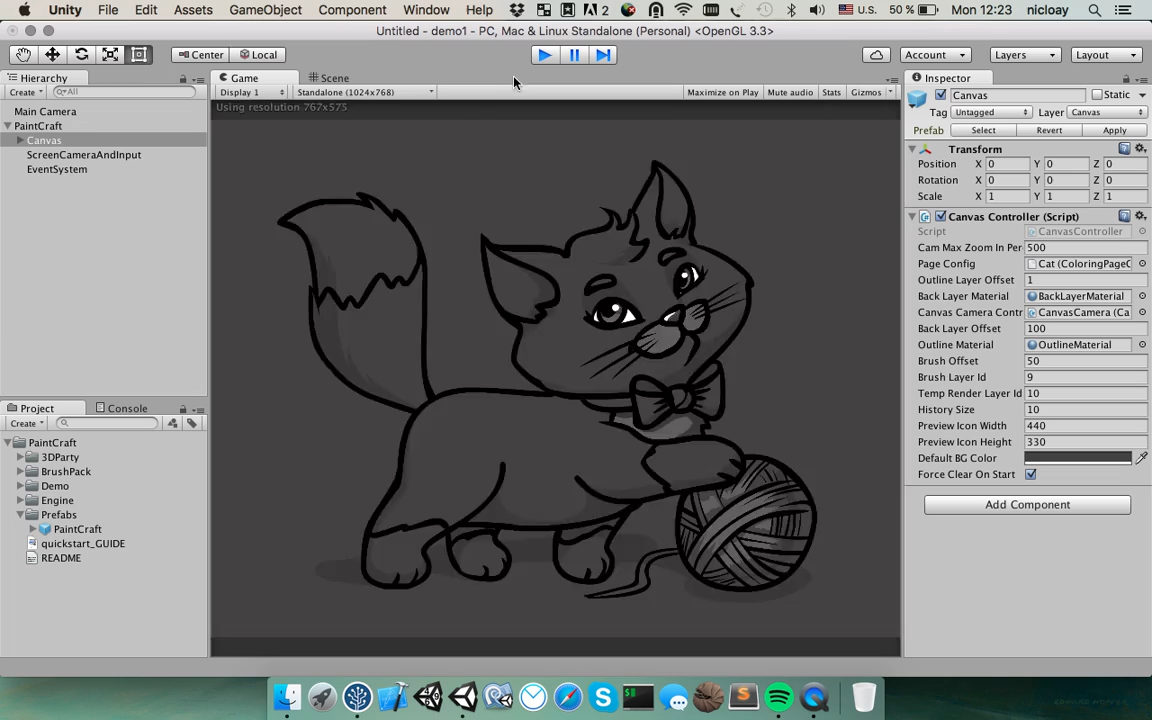 Unity File Edit Assets GameObject Component Window Help A 2 U.S. 50 % Mon 12:23 nicloay
Untitled - demo1 - PC, Mac & Linux Standalone (Personal) <OpenGL 3.3>
Center Local Account Layers Layout
Hierarchy
Create All
Main Camera
PaintCraft
Canvas
ScreenCameraAndInput
EventSystem
Project Console
Create
PaintCraft
3DParty
BrushPack
Demo
Engine
Prefabs
PaintCraft
quickstart_GUIDE
README
Game Scene
Display 1 Standalone (1024x768) Maximize on Play Mute audio Stats Gizmos
Using resolution 767x575
Inspector
Canvas Static
Tag Untagged Layer Canvas
Prefab Select Revert Apply
Transform
Position X 0 Y 0 Z 0
Rotation X 0 Y 0 Z 0
Scale X 1 Y 1 Z 1
Canvas Controller (Script)
Script CanvasController
Cam Max Zoom In Per 500
Page Config Cat (ColoringPageC
Outline Layer Offset 1
Back Layer Material BackLayerMaterial
Canvas Camera Contr CanvasCamera (Ca
Back Layer Offset 100
Outline Material OutlineMaterial
Brush Offset 50
Brush Layer Id 9
Temp Render Layer Id 10
History Size 10
Preview Icon Width 440
Preview Icon Height 330
Default BG Color
Force Clear On Start
Add Component